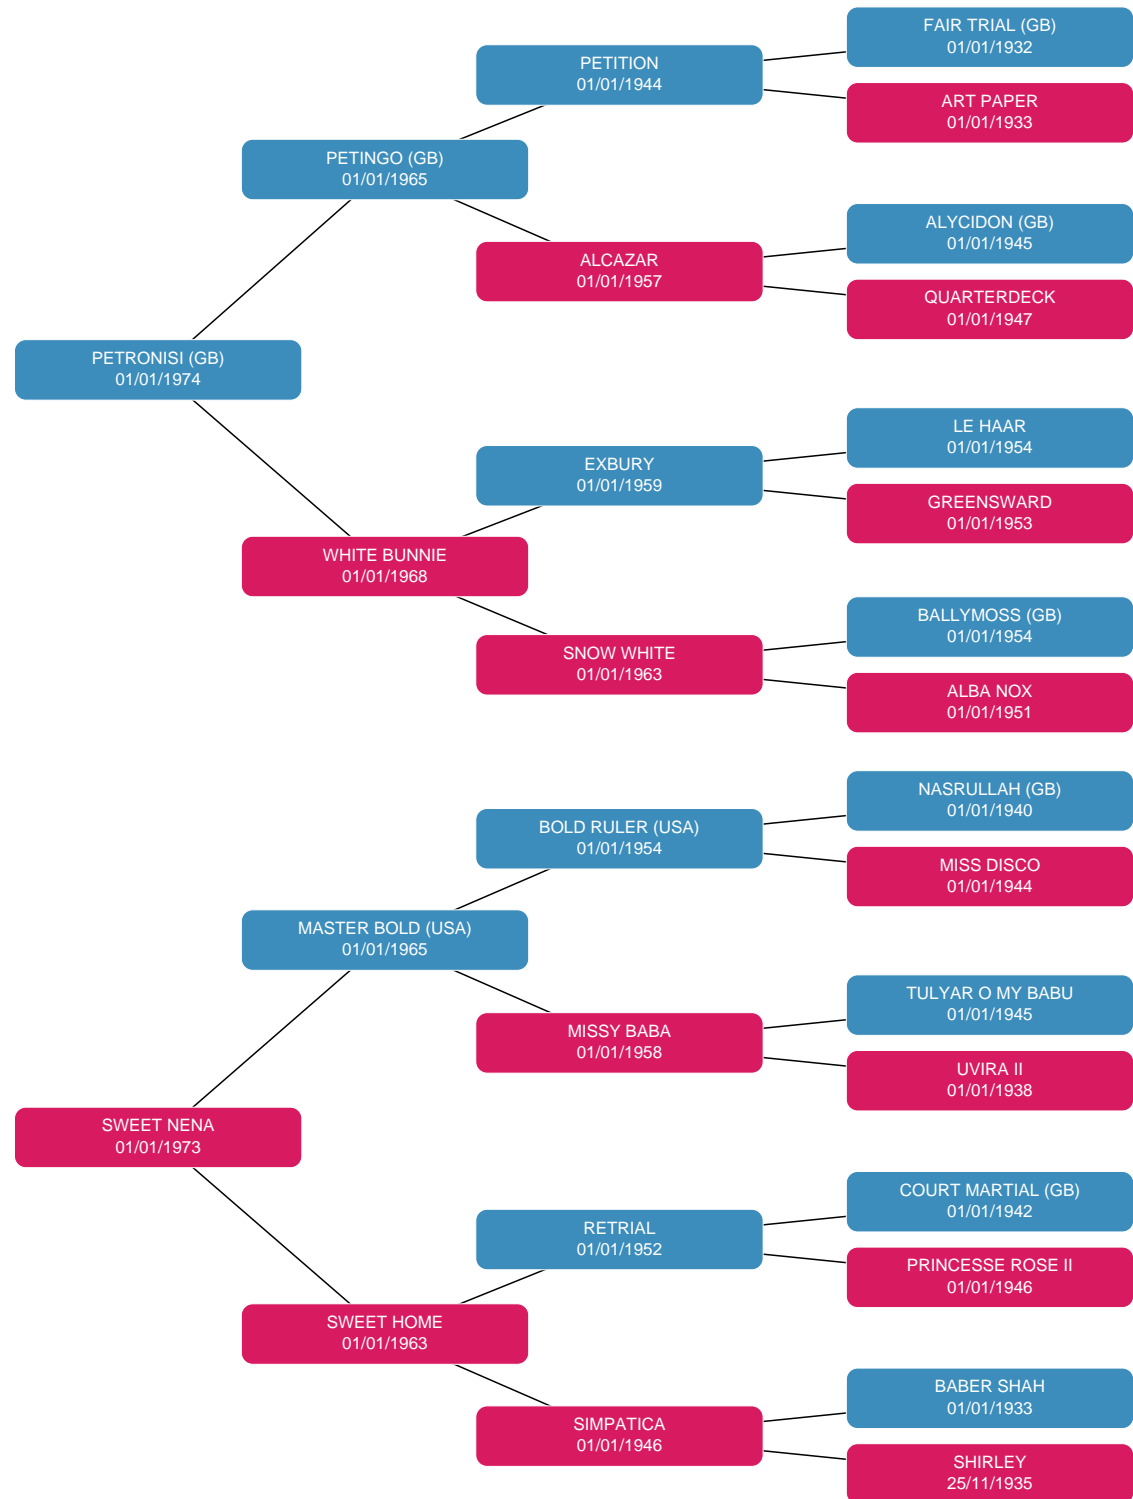 FAIR TRIAL (GB)
01/01/1932
PETITION
01/01/1944
ART PAPER
01/01/1933
PETINGO (GB)
01/01/1965
ALYCIDON (GB)
01/01/1945
ALCAZAR
01/01/1957
QUARTERDECK
01/01/1947
PETRONISI (GB)
01/01/1974
LE HAAR
01/01/1954
EXBURY
01/01/1959
GREENSWARD
01/01/1953
WHITE BUNNIE
01/01/1968
BALLYMOSS (GB)
01/01/1954
SNOW WHITE
01/01/1963
ALBA NOX
01/01/1951
NASRULLAH (GB)
01/01/1940
BOLD RULER (USA)
01/01/1954
MISS DISCO
01/01/1944
MASTER BOLD (USA)
01/01/1965
TULYAR O MY BABU
01/01/1945
MISSY BABA
01/01/1958
UVIRA II
01/01/1938
SWEET NENA
01/01/1973
COURT MARTIAL (GB)
01/01/1942
RETRIAL
01/01/1952
PRINCESSE ROSE II
01/01/1946
SWEET HOME
01/01/1963
BABER SHAH
01/01/1933
SIMPATICA
01/01/1946
SHIRLEY
25/11/1935